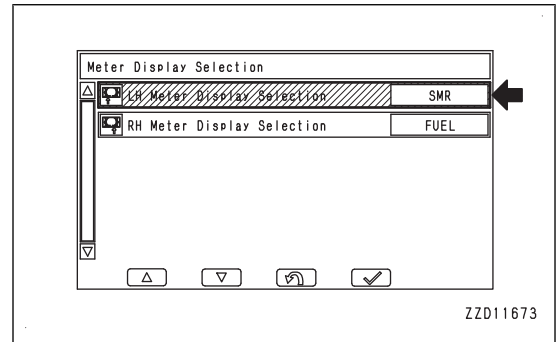 Meter Display Selection
LH Meter Display Selection SMR
RH Meter Display Selection FUEL
ZZD11673